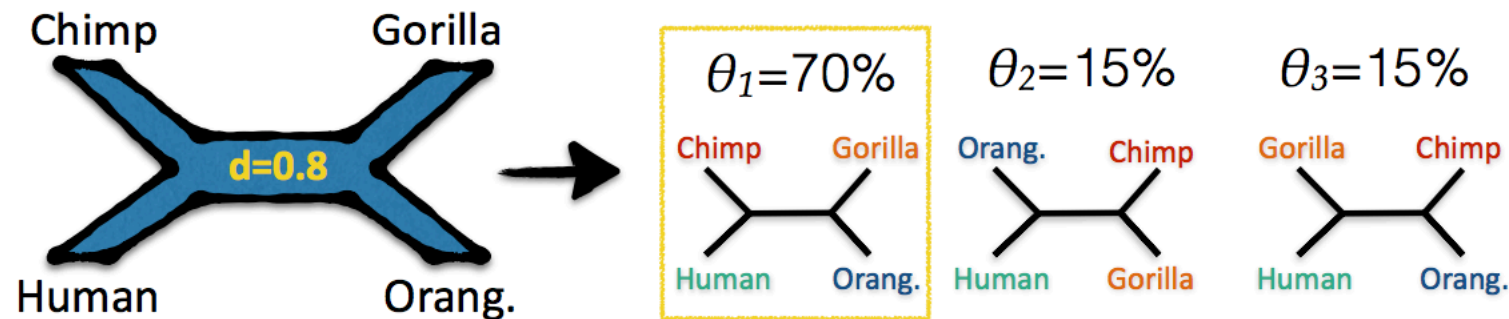 Chimp Gorilla
d=0.8
Human Orang.
θ1=70% θ2=15% θ3=15%
Chimp Gorilla Orang. Chimp Gorilla Chimp
Human Orang. Human Gorilla Human Orang.